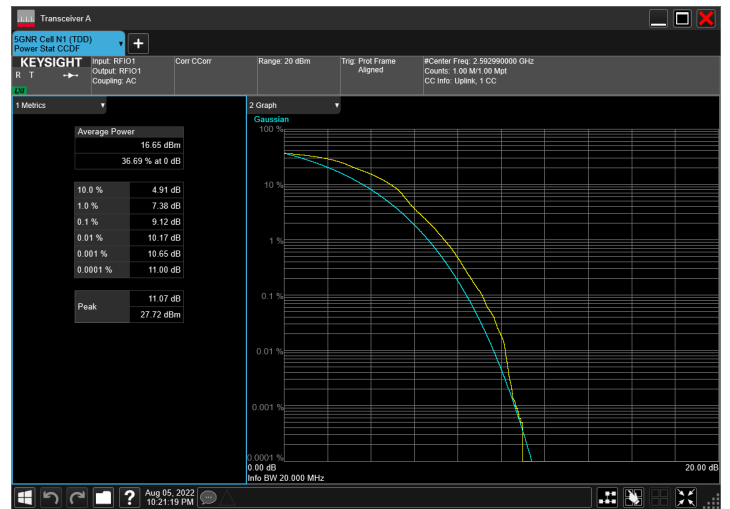 Transceiver A
5GNR Cell N1 (TDD)
Power Stat CCDF
KEYSIGHT
R T
LXI
Input: RFIO1
Output: RFIO1
Coupling: AC
Corr CCorr
Range: 20 dBm
Trig: Prot Frame
Aligned
#Center Freq: 2.592990000 GHz
Counts: 1.00 M/1.00 Mpt
CC Info: Uplink, 1 CC
1 Metrics
Average Power
16.65 dBm
36.69 % at 0 dB
10.0 % 4.91 dB
1.0 % 7.38 dB
0.1 % 9.12 dB
0.01 % 10.17 dB
0.001 % 10.65 dB
0.0001 % 11.00 dB
Peak
11.07 dB
27.72 dBm
2 Graph
Gaussian
100 %
10 %
1 %
0.1 %
0.01 %
0.001 %
0.0001 %
0.00 dB 20.00 dB
Info BW 20.000 MHz
? Aug 05, 2022
10:21:19 PM